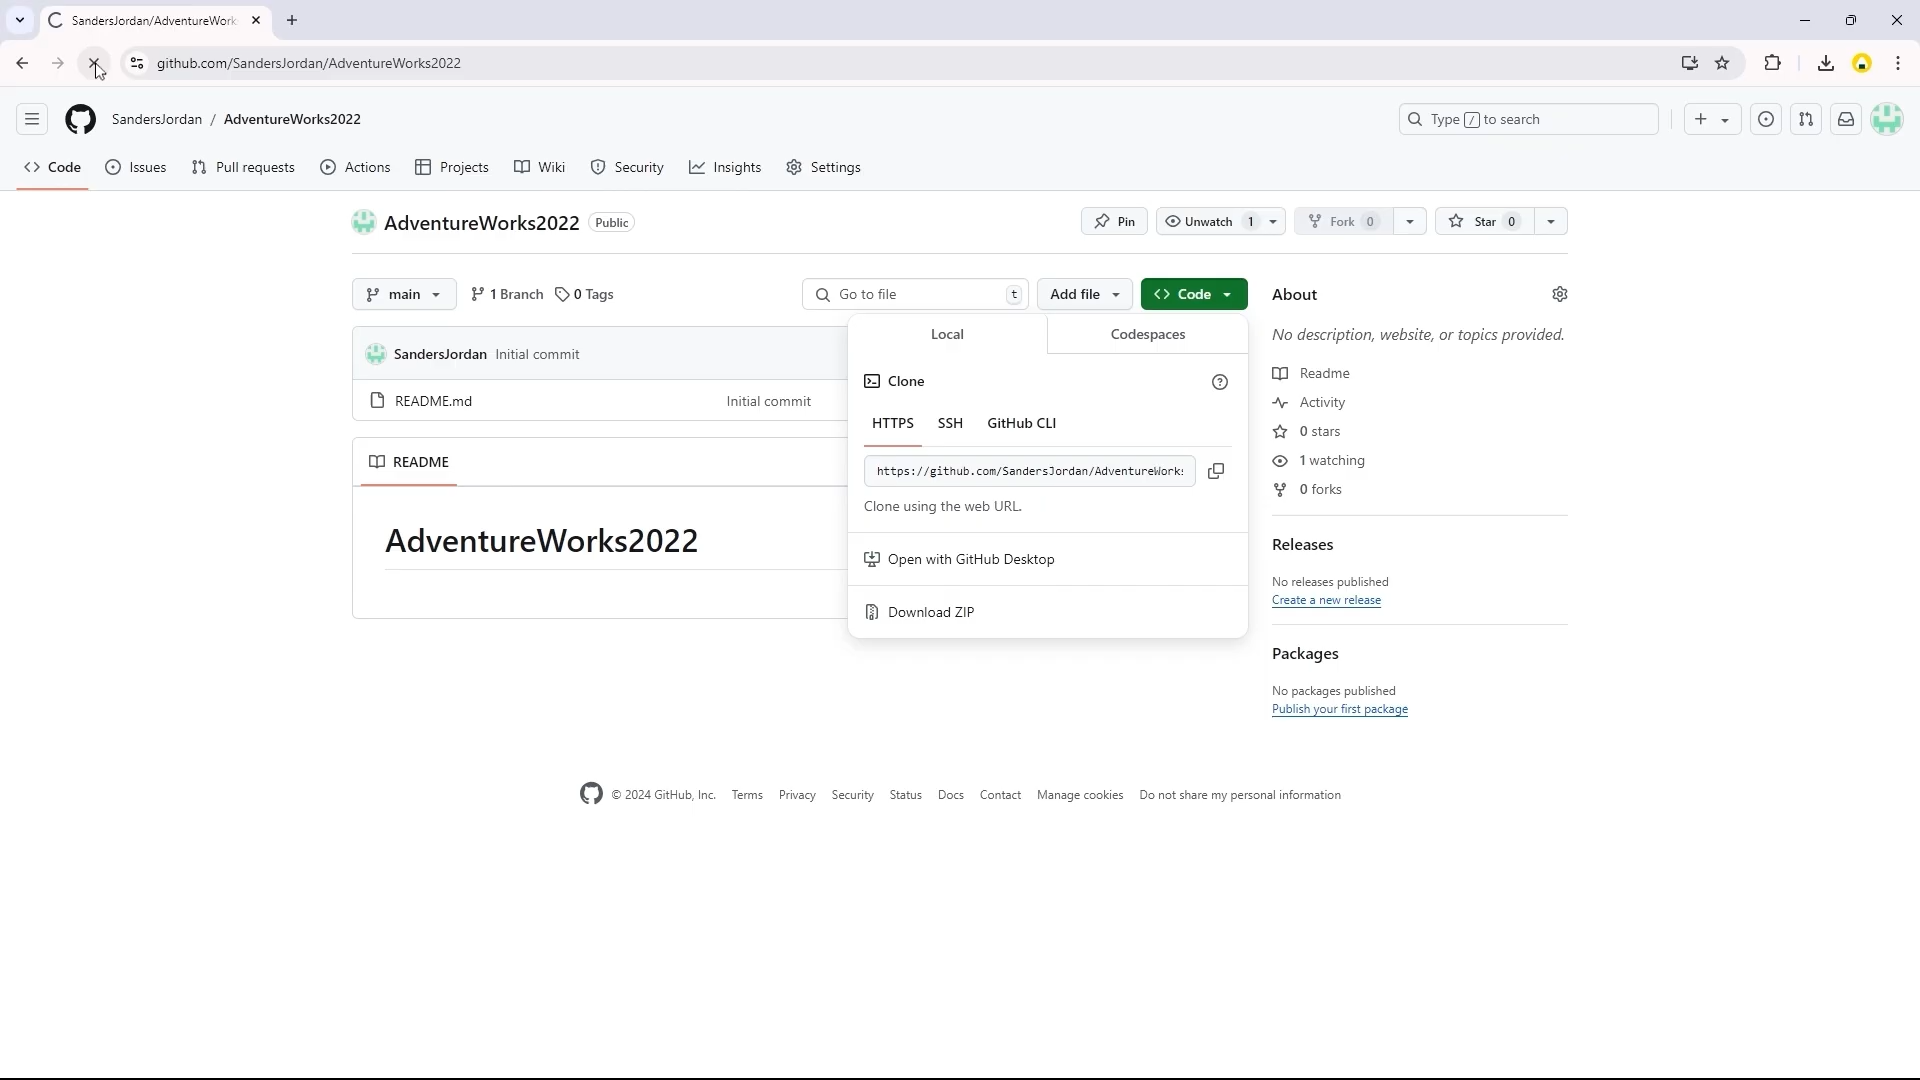 SandersJordan/AdventureWork
github.com/SandersJordan/AdventureWorks2022
SandersJordan / AdventureWorks2022
Type / to search
Code Issues Pull requests Actions Projects Wiki Security Insights Settings
AdventureWorks2022 Public
Pin Unwatch 1 Fork 0 Star 0
main 1 Branch 0 Tags Go to file t Add file Code
About
No description, website, or topics provided.
Local Codespaces
SandersJordan Initial commit
README.md Initial commit
Clone
HTTPS SSH GitHub CLI
https://github.com/SandersJordan/AdventureWorks
Clone using the web URL.
Open with GitHub Desktop
Download ZIP
README
AdventureWorks2022
Readme
Activity
0 stars
1 watching
0 forks
Releases
No releases published
Create a new release
Packages
No packages published
Publish your first package
© 2024 GitHub, Inc. Terms Privacy Security Status Docs Contact Manage cookies Do not share my personal information